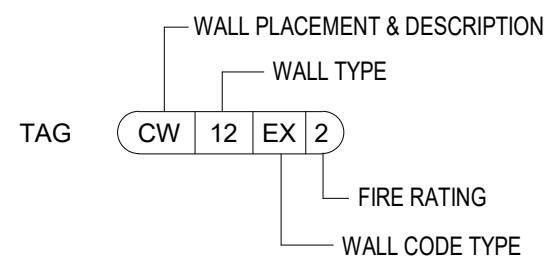 WALL PLACEMENT & DESCRIPTION
WALL TYPE
TAG CW 12 EX 2
FIRE RATING
WALL CODE TYPE